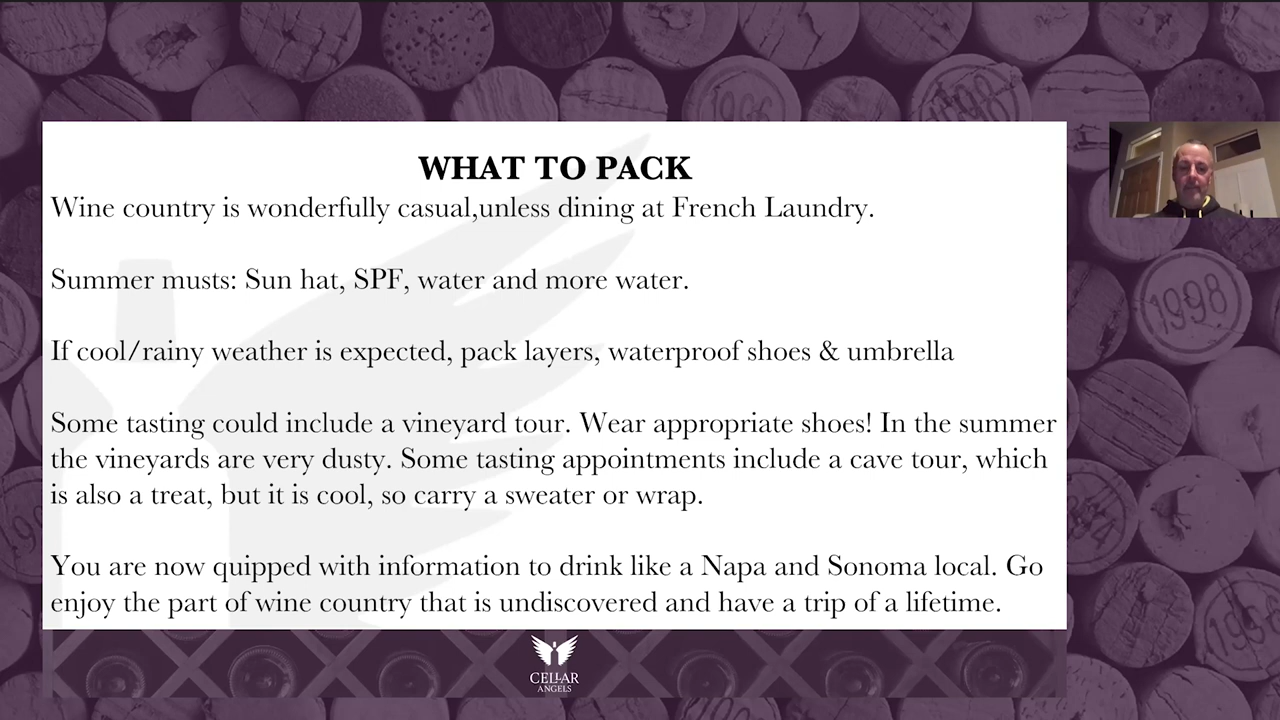 WHAT TO PACK
Wine country is wonderfully casual,unless dining at French Laundry.
Summer musts: Sun hat, SPF, water and more water.
If cool/rainy weather is expected, pack layers, waterproof shoes & umbrella
Some tasting could include a vineyard tour. Wear appropriate shoes! In the summer
the vineyards are very dusty. Some tasting appointments include a cave tour, which
is also a treat, but it is cool, so carry a sweater or wrap.
You are now quipped with information to drink like a Napa and Sonoma local. Go
enjoy the part of wine country that is undiscovered and have a trip of a lifetime.
1998
CELLAR
ANGELS